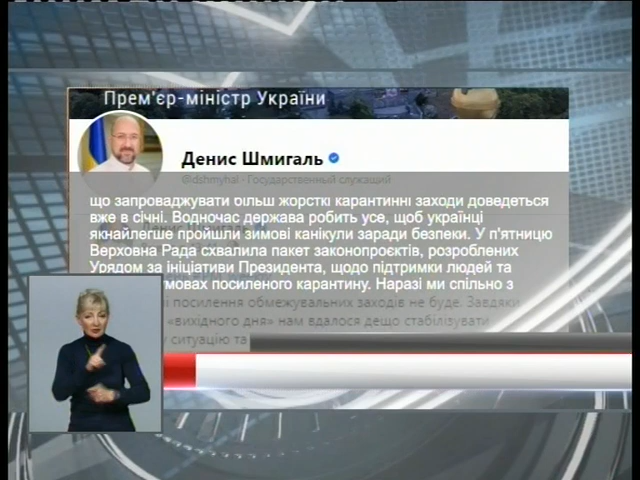 Прем'єр-міністр України
Денис Шмигаль
@dshmyhal · Государственный служащий
що запроваджувати більш жорсткі карантинні заходи доведеться
вже в січні. Водночас держава робить усе, щоб українці
якнайлегше пройшли зимові канікули заради безпеки. У п'ятницю
Верховна Рада схвалила пакет законопроєктів, розроблених
Урядом за ініціативи Президента, щодо підтримки людей та
умовах посиленого карантину. Наразі ми спільно з
посилення обмежувальних заходів не буде. Завдяки
«вихідного дня» нам вдалося дещо стабілізувати
ситуацію та